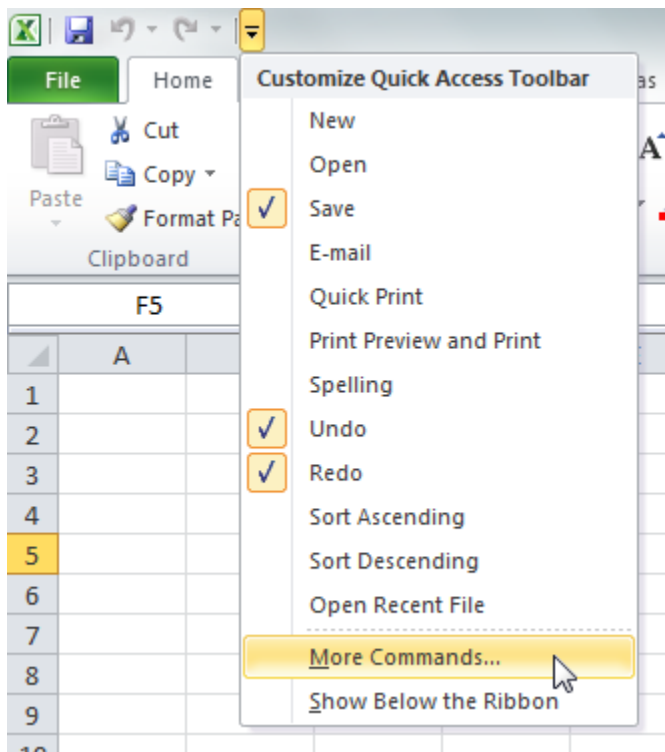 File Home Customize Quick Access Toolbar as
New
Cut
Open
Copy
Paste
Save
Format Pa
E-mail
Clipboard
Quick Print
F5
Print Preview and Print
A
Spelling
1
Undo
2
Redo
3
Sort Ascending
4
Sort Descending
5
Open Recent File
6
7
More Commands...
8
Show Below the Ribbon
9